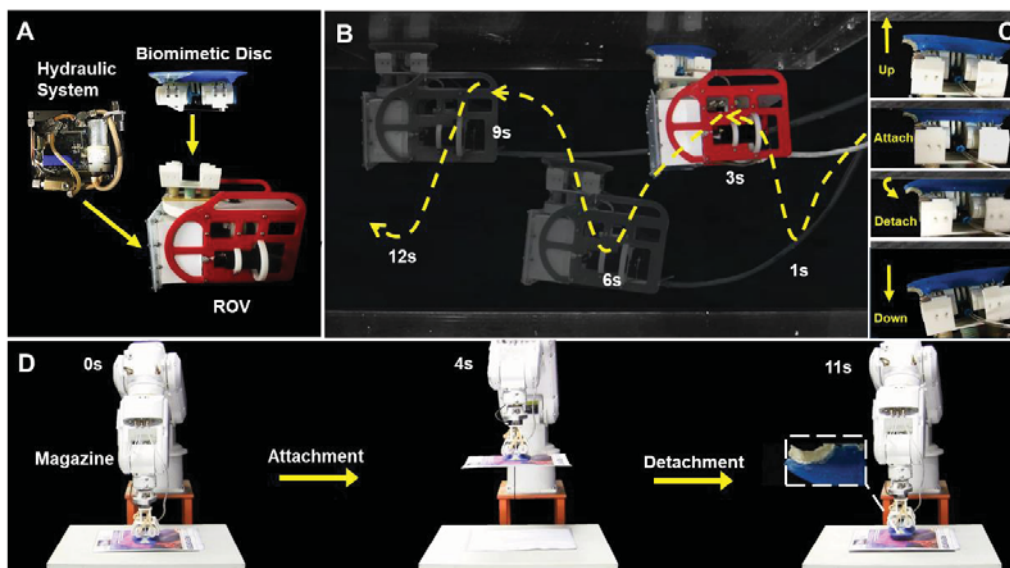 A
Hydraulic
System
Biomimetic Disc
ROV
B
9s
3s
12s
6s
1s
C
Up
Attach
Detach
Down
D
0s
4s
11s
Magazine
Attachment
Detachment